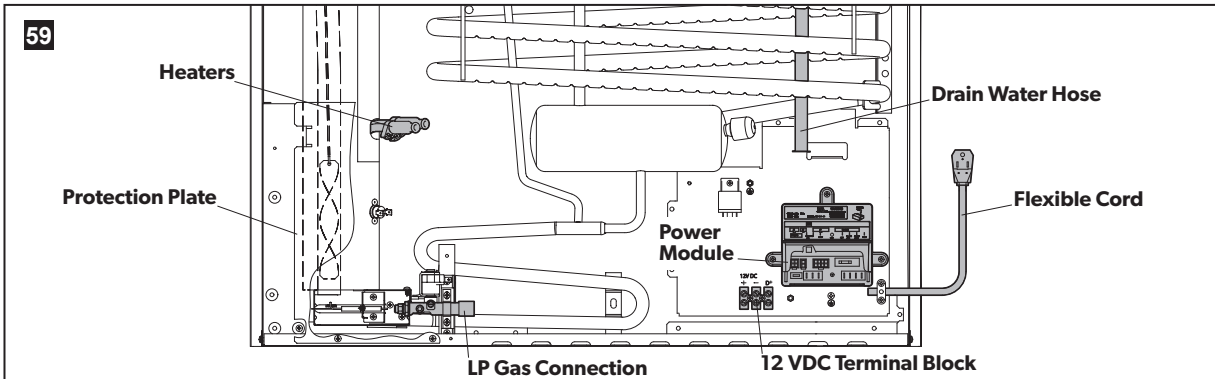 59
Heaters
Drain Water Hose
Protection Plate
Flexible Cord
Power
Module
12V DC
+ − D+
LP Gas Connection
12 VDC Terminal Block